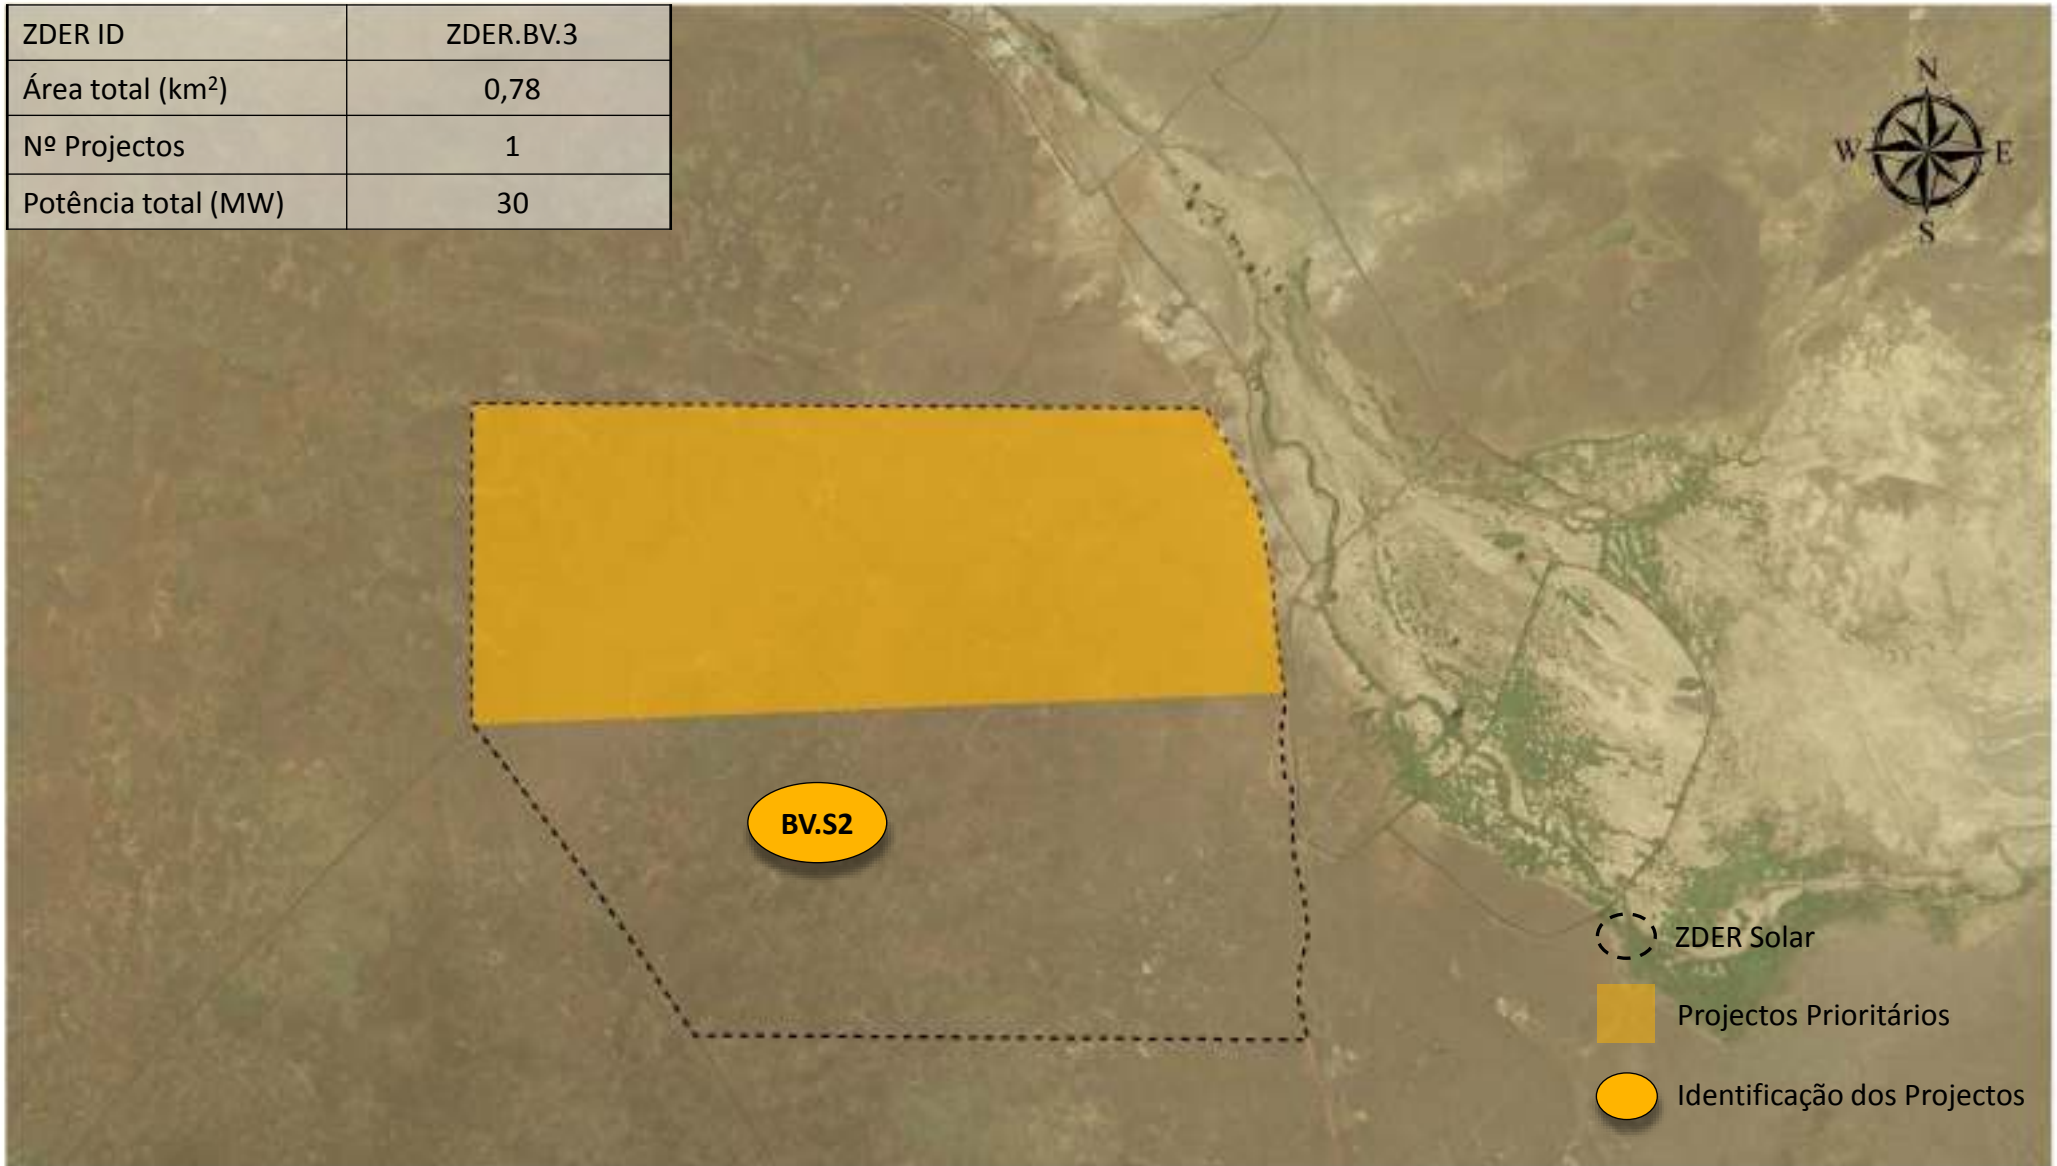 ZDER ID ZDER.BV.3
Área total (km²) 0,78
Nº Projectos 1
Potência total (MW) 30
N
W E
S
BV.S2
ZDER Solar
Projectos Prioritários
Identificação dos Projectos